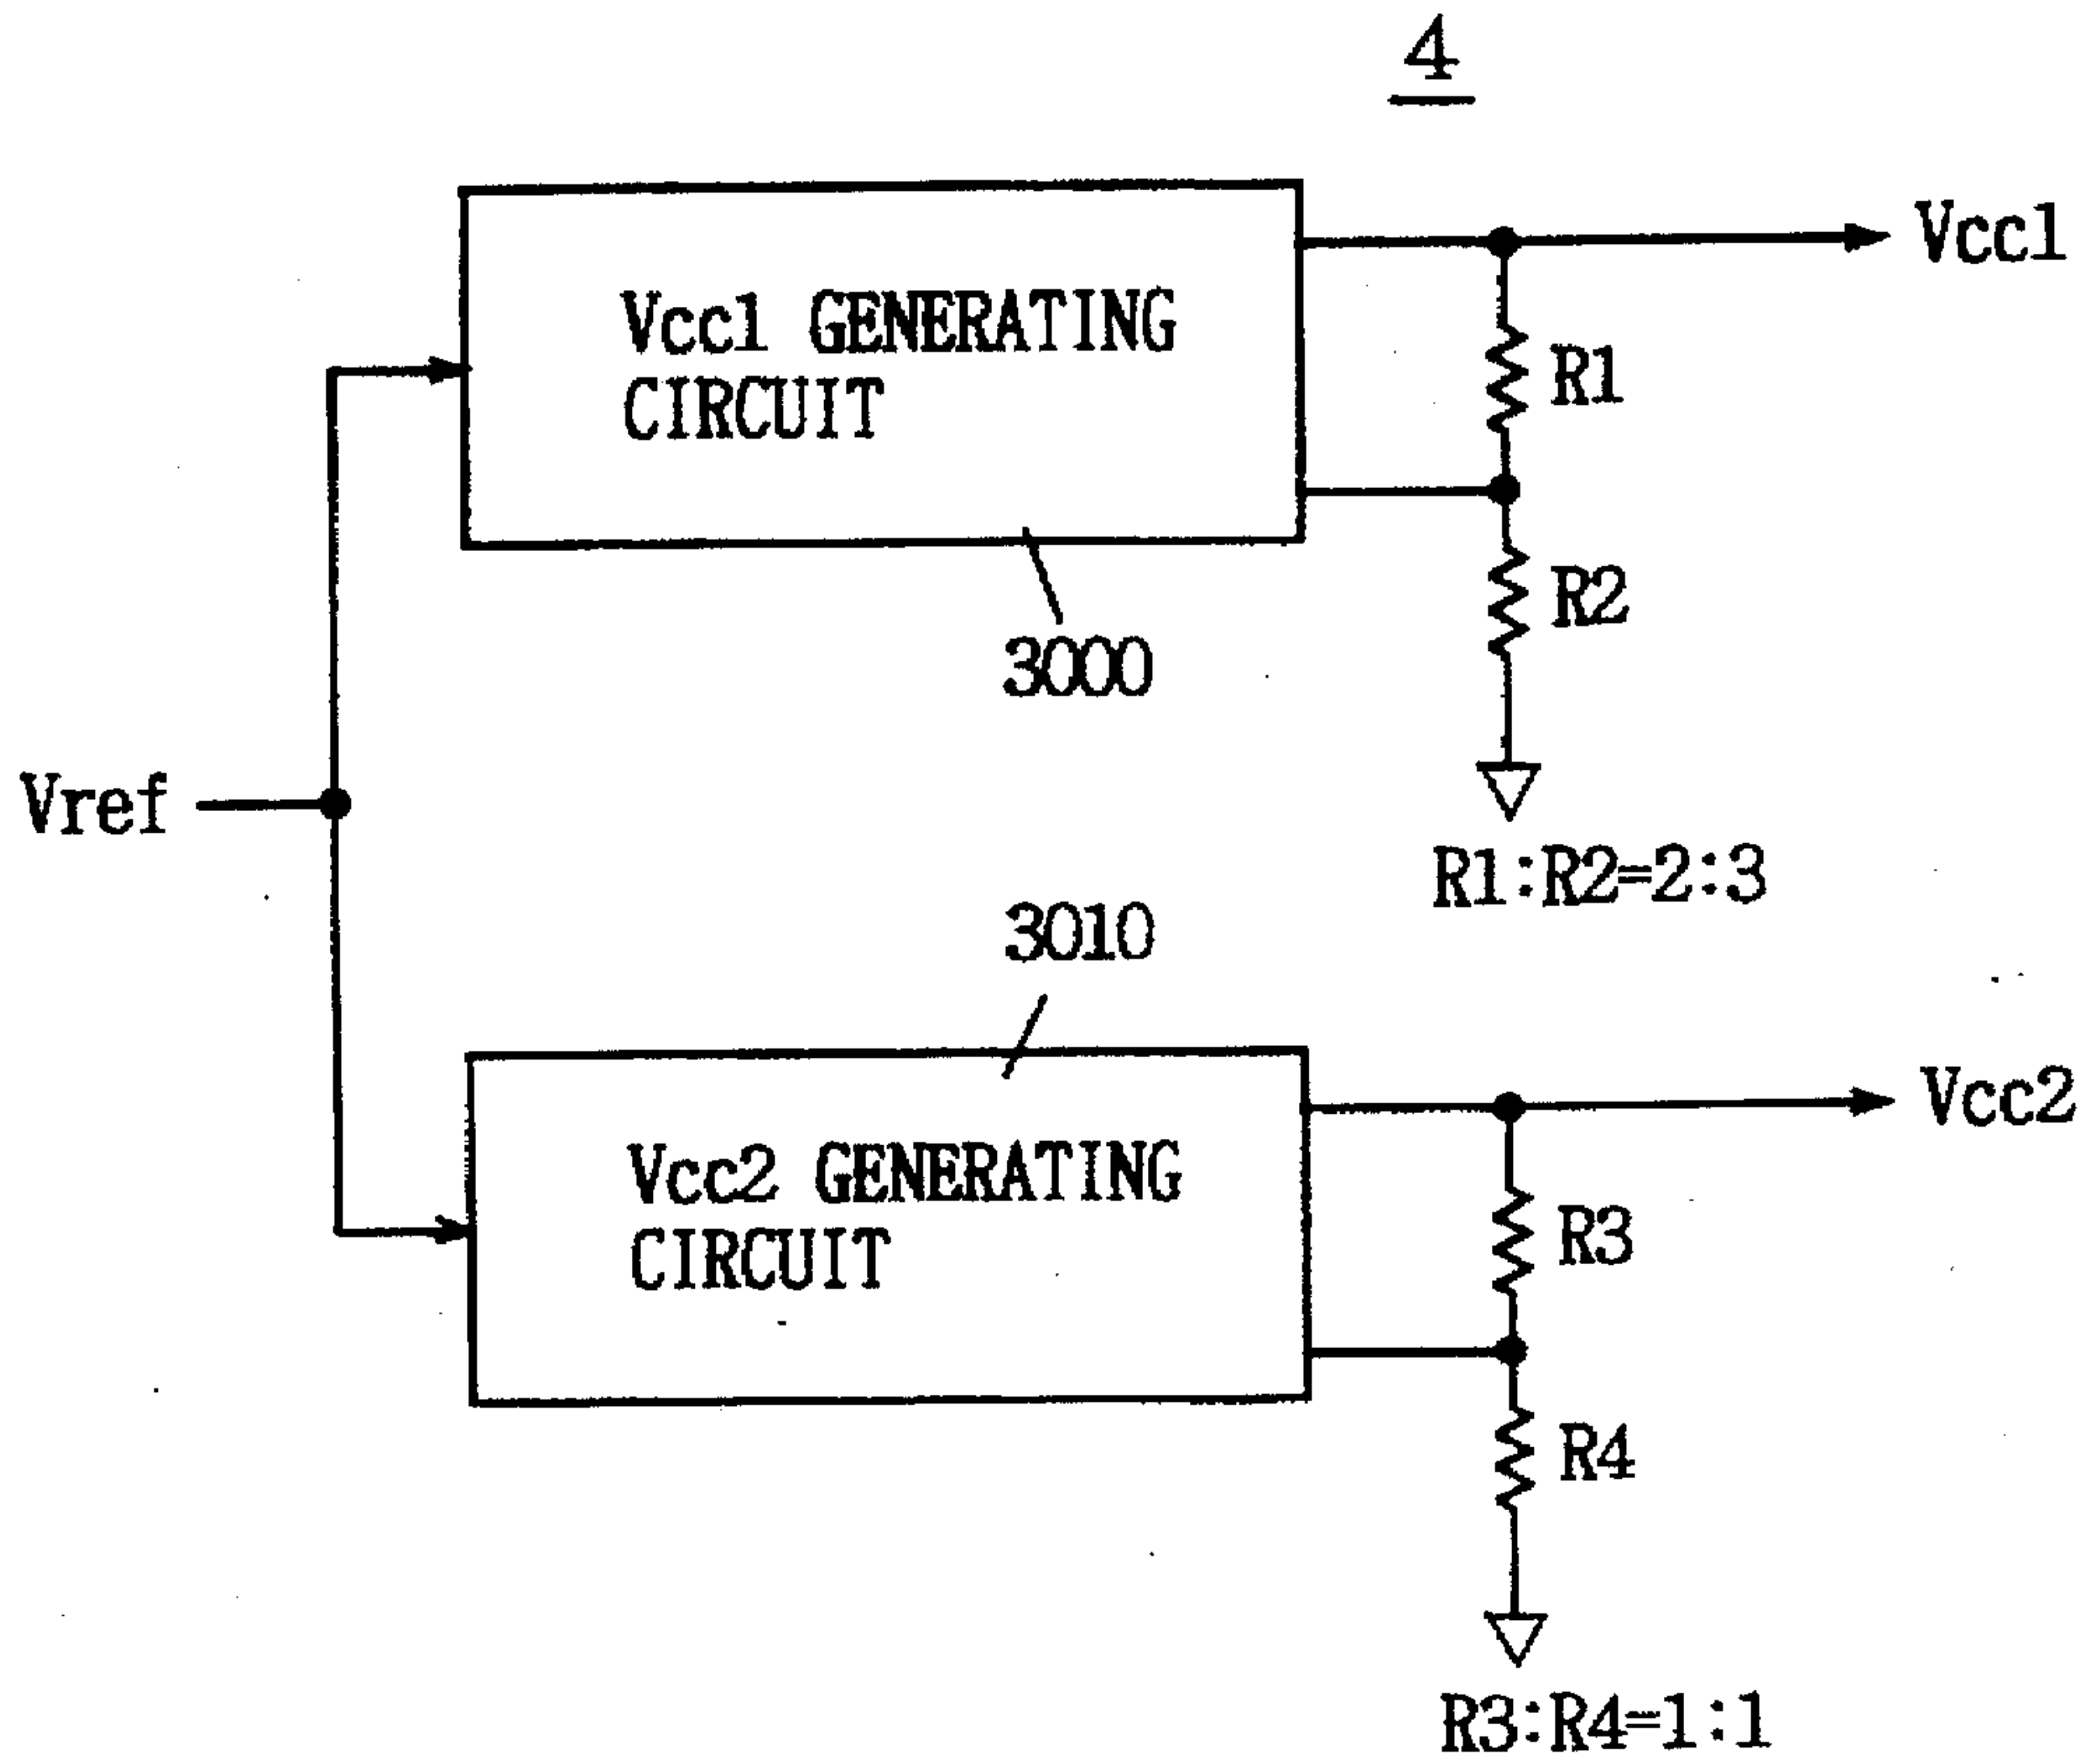 4
Vcc1
Vcc1 GENERATING
CIRCUIT
R1
R2
3000
Vref
R1:R2=2:3
3010
Vcc2
Vcc2 GENERATING
CIRCUIT
R3
R4
R3:R4=1:1